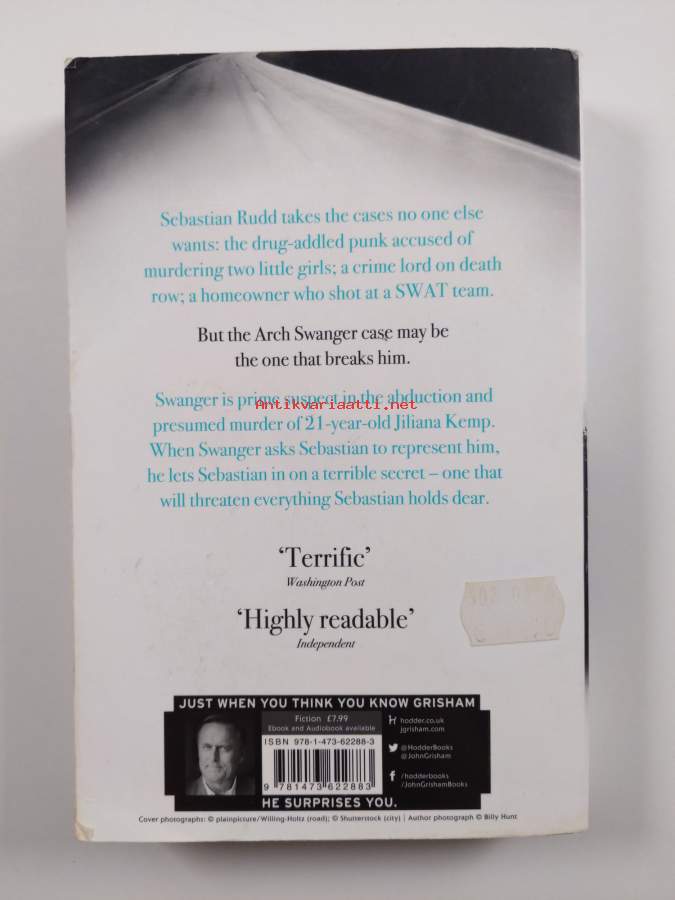 Sebastian Rudd takes the cases no one else
wants: the drug-addled punk accused of
murdering two little girls; a crime lord on death
row; a homeowner who shot at a SWAT team.
But the Arch Swanger case may be
the one that breaks him.
Swanger is prime suspect in the abduction and
Antikvariaatti.net
presumed murder of 21-year-old Jiliana Kemp.
When Swanger asks Sebastian to represent him,
he lets Sebastian in on a terrible secret – one that
will threaten everything Sebastian holds dear.
‘Terrific’
Washington Post
‘Highly readable’
Independent
JUST WHEN YOU THINK YOU KNOW GRISHAM
Fiction £7.99
Ebook and Audiobook available
ISBN 978-1-473-62288-3
9 781473 622883
hodder.co.uk
jgrisham.com
@HodderBooks
@JohnGrisham
/hodderbooks
/JohnGrishamBooks
HE SURPRISES YOU.
Cover photographs: © plainpicture/Willing-Holtz (road); © Shutterstock (city) | Author photograph © Billy Hunt